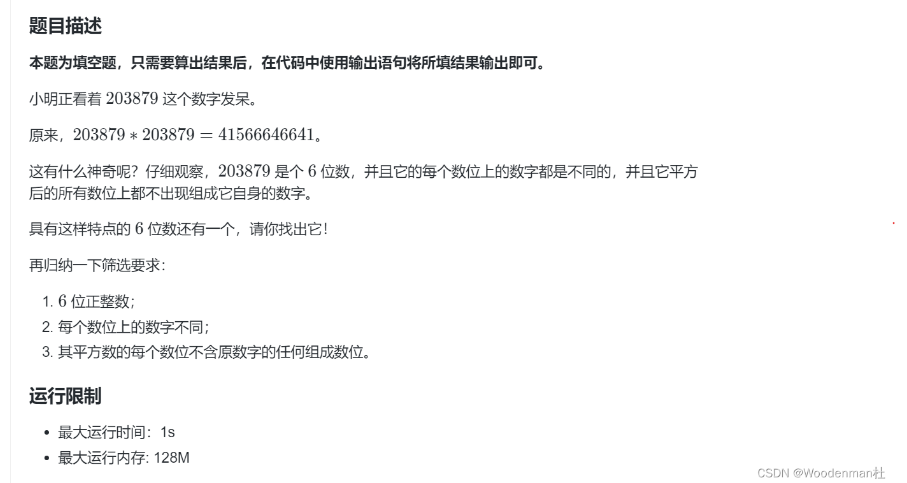 题目描述
本题为填空题，只需要算出结果后，在代码中使用输出语句将所填结果输出即可。
小明正看着 203879 这个数字发呆。
原来，203879 * 203879 = 41566646641。
这有什么神奇呢？仔细观察，203879 是个 6 位数，并且它的每个数位上的数字都是不同的，并且它平方
后的所有数位上都不出现组成它自身的数字。
具有这样特点的 6 位数还有一个，请你找出它！
再归纳一下筛选要求：
1. 6 位正整数；
2. 每个数位上的数字不同；
3. 其平方数的每个数位不含原数字的任何组成数位。
运行限制
• 最大运行时间：1s
• 最大运行内存: 128M
CSDN @Woodenman杜